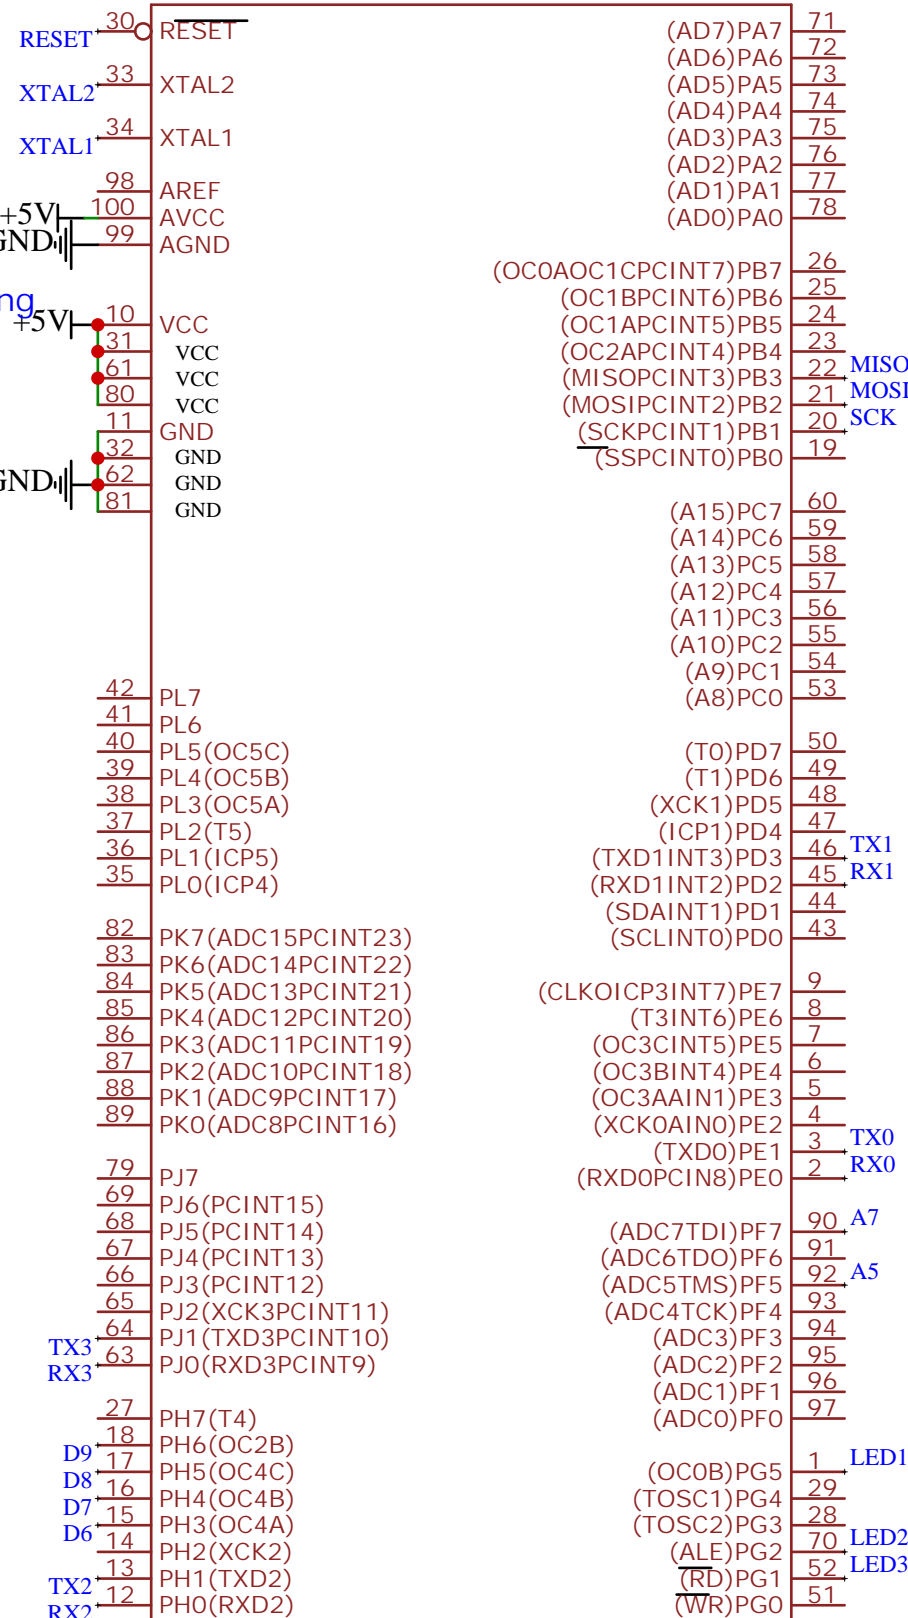 RESET 30 RESET
XTAL2 33 XTAL2
XTAL1 34 XTAL1
98 AREF
+5V 100 AVCC
GND 99 AGND
ng
+5V 10 VCC
31 VCC
61 VCC
80 VCC
11 GND
32 GND
GND 62 GND
81 GND
42 PL7
41 PL6
40 PL5(OC5C)
39 PL4(OC5B)
38 PL3(OC5A)
37 PL2(T5)
36 PL1(ICP5)
35 PL0(ICP4)
82 PK7(ADC15PCINT23)
83 PK6(ADC14PCINT22)
84 PK5(ADC13PCINT21)
85 PK4(ADC12PCINT20)
86 PK3(ADC11PCINT19)
87 PK2(ADC10PCINT18)
88 PK1(ADC9PCINT17)
89 PK0(ADC8PCINT16)
79 PJ7
69 PJ6(PCINT15)
68 PJ5(PCINT14)
67 PJ4(PCINT13)
66 PJ3(PCINT12)
65 PJ2(XCK3PCINT11)
TX3 64 PJ1(TXD3PCINT10)
RX3 63 PJ0(RXD3PCINT9)
27 PH7(T4)
D9 18 PH6(OC2B)
D8 17 PH5(OC4C)
D7 16 PH4(OC4B)
D6 15 PH3(OC4A)
14 PH2(XCK2)
TX2 13 PH1(TXD2)
RX2 12 PH0(RXD2)
(AD7)PA7 71
(AD6)PA6 72
(AD5)PA5 73
(AD4)PA4 74
(AD3)PA3 75
(AD2)PA2 76
(AD1)PA1 77
(AD0)PA0 78
(OC0AOC1CPCINT7)PB7 26
(OC1BPCINT6)PB6 25
(OC1APCINT5)PB5 24
(OC2APCINT4)PB4 23
(MISOPCINT3)PB3 22 MISO
(MOSIPCINT2)PB2 21 MOSI
(SCKPCINT1)PB1 20 SCK
(SSPCINT0)PB0 19
(A15)PC7 60
(A14)PC6 59
(A13)PC5 58
(A12)PC4 57
(A11)PC3 56
(A10)PC2 55
(A9)PC1 54
(A8)PC0 53
(T0)PD7 50
(T1)PD6 49
(XCK1)PD5 48
(ICP1)PD4 47
(TXD1INT3)PD3 46 TX1
(RXD1INT2)PD2 45 RX1
(SDAINT1)PD1 44
(SCLINT0)PD0 43
(CLKOICP3INT7)PE7 9
(T3INT6)PE6 8
(OC3CINT5)PE5 7
(OC3BINT4)PE4 6
(OC3AAIN1)PE3 5
(XCK0AIN0)PE2 4
(TXD0)PE1 3 TX0
(RXD0PCIN8)PE0 2 RX0
(ADC7TDI)PF7 90 A7
(ADC6TDO)PF6 91
(ADC5TMS)PF5 92 A5
(ADC4TCK)PF4 93
(ADC3)PF3 94
(ADC2)PF2 95
(ADC1)PF1 96
(ADC0)PF0 97
(OC0B)PG5 1 LED1
(TOSC1)PG4 29
(TOSC2)PG3 28
(ALE)PG2 70 LED2
(RD)PG1 52 LED3
(WR)PG0 51